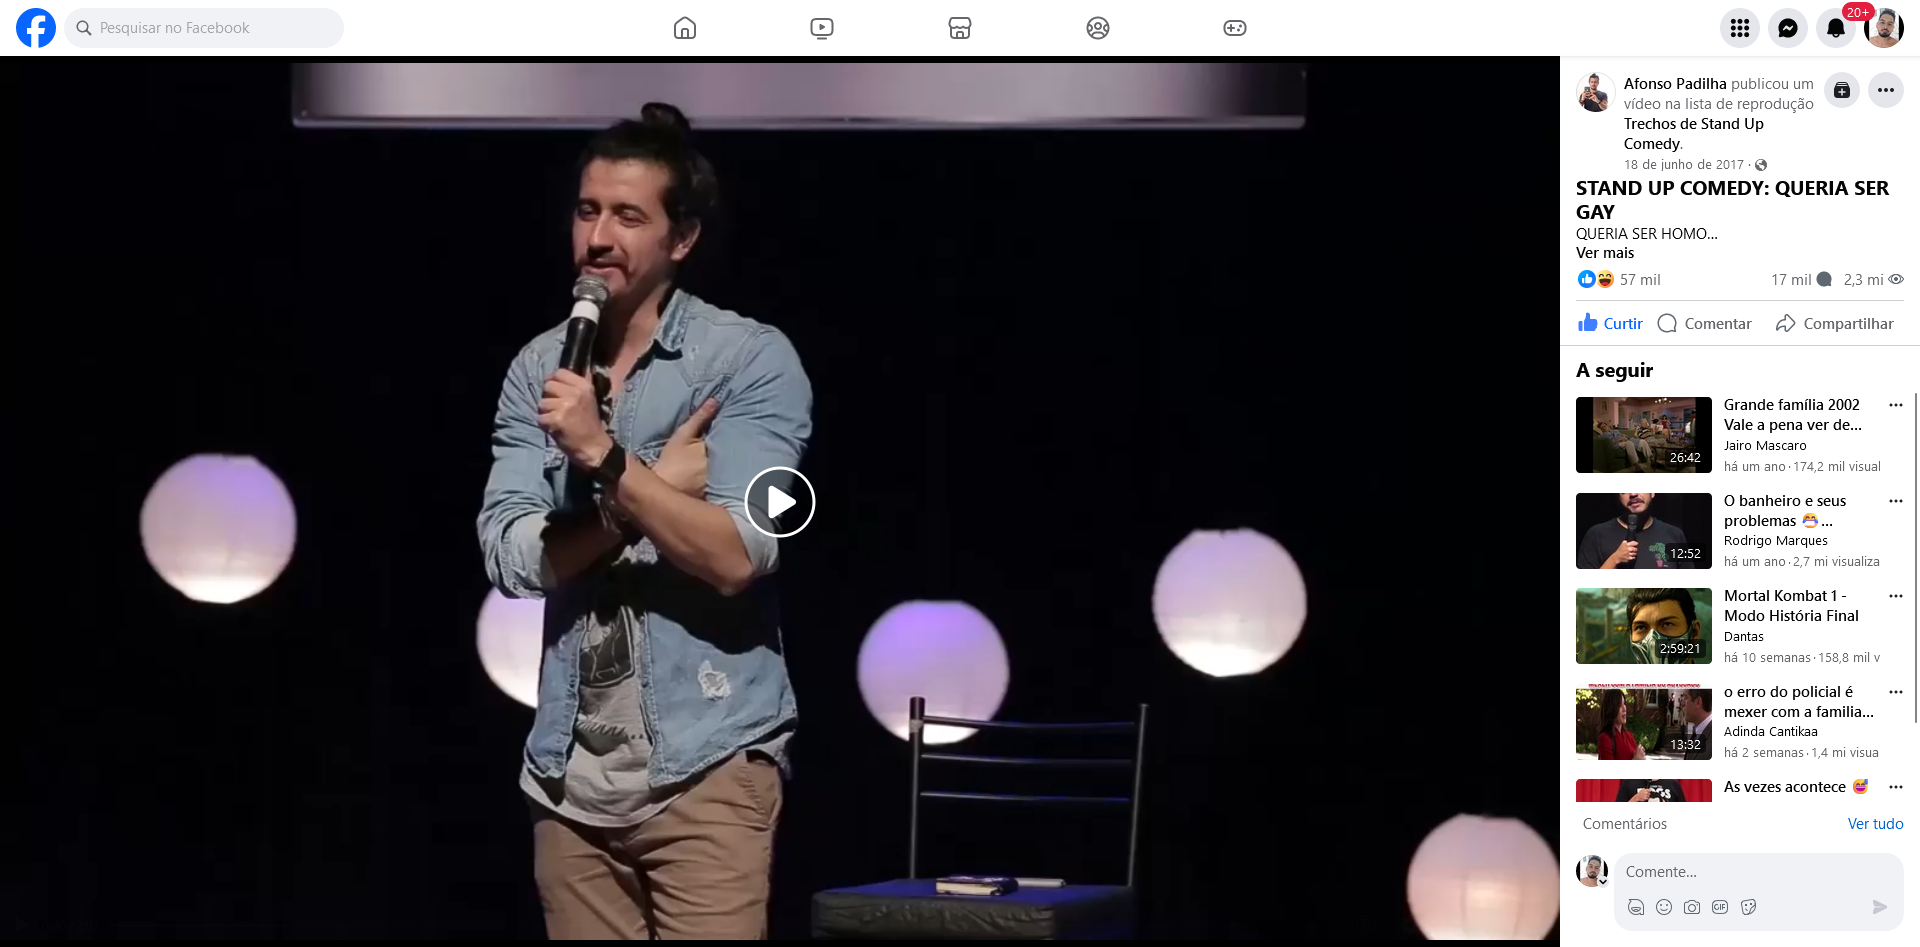 Pesquisar no Facebook
20+
Afonso Padilha publicou um
vídeo na lista de reprodução
Trechos de Stand Up
Comedy.
18 de junho de 2017 ·
STAND UP COMEDY: QUERIA SER
GAY
QUERIA SER HOMO...
Ver mais
57 mil
17 mil
2,3 mi
Curtir
Comentar
Compartilhar
A seguir
Grande família 2002
Vale a pena ver de...
Jairo Mascaro
há um ano · 174,2 mil visual
26:42
O banheiro e seus
problemas 😂...
Rodrigo Marques
há um ano · 2,7 mi visualiza
12:52
Mortal Kombat 1 -
Modo História Final
Dantas
há 10 semanas · 158,8 mil v
2:59:21
o erro do policial é
mexer com a familia...
Adinda Cantikaa
há 2 semanas · 1,4 mi visua
13:32
As vezes acontece 😅
Comentários
Ver tudo
Comente...
GIF